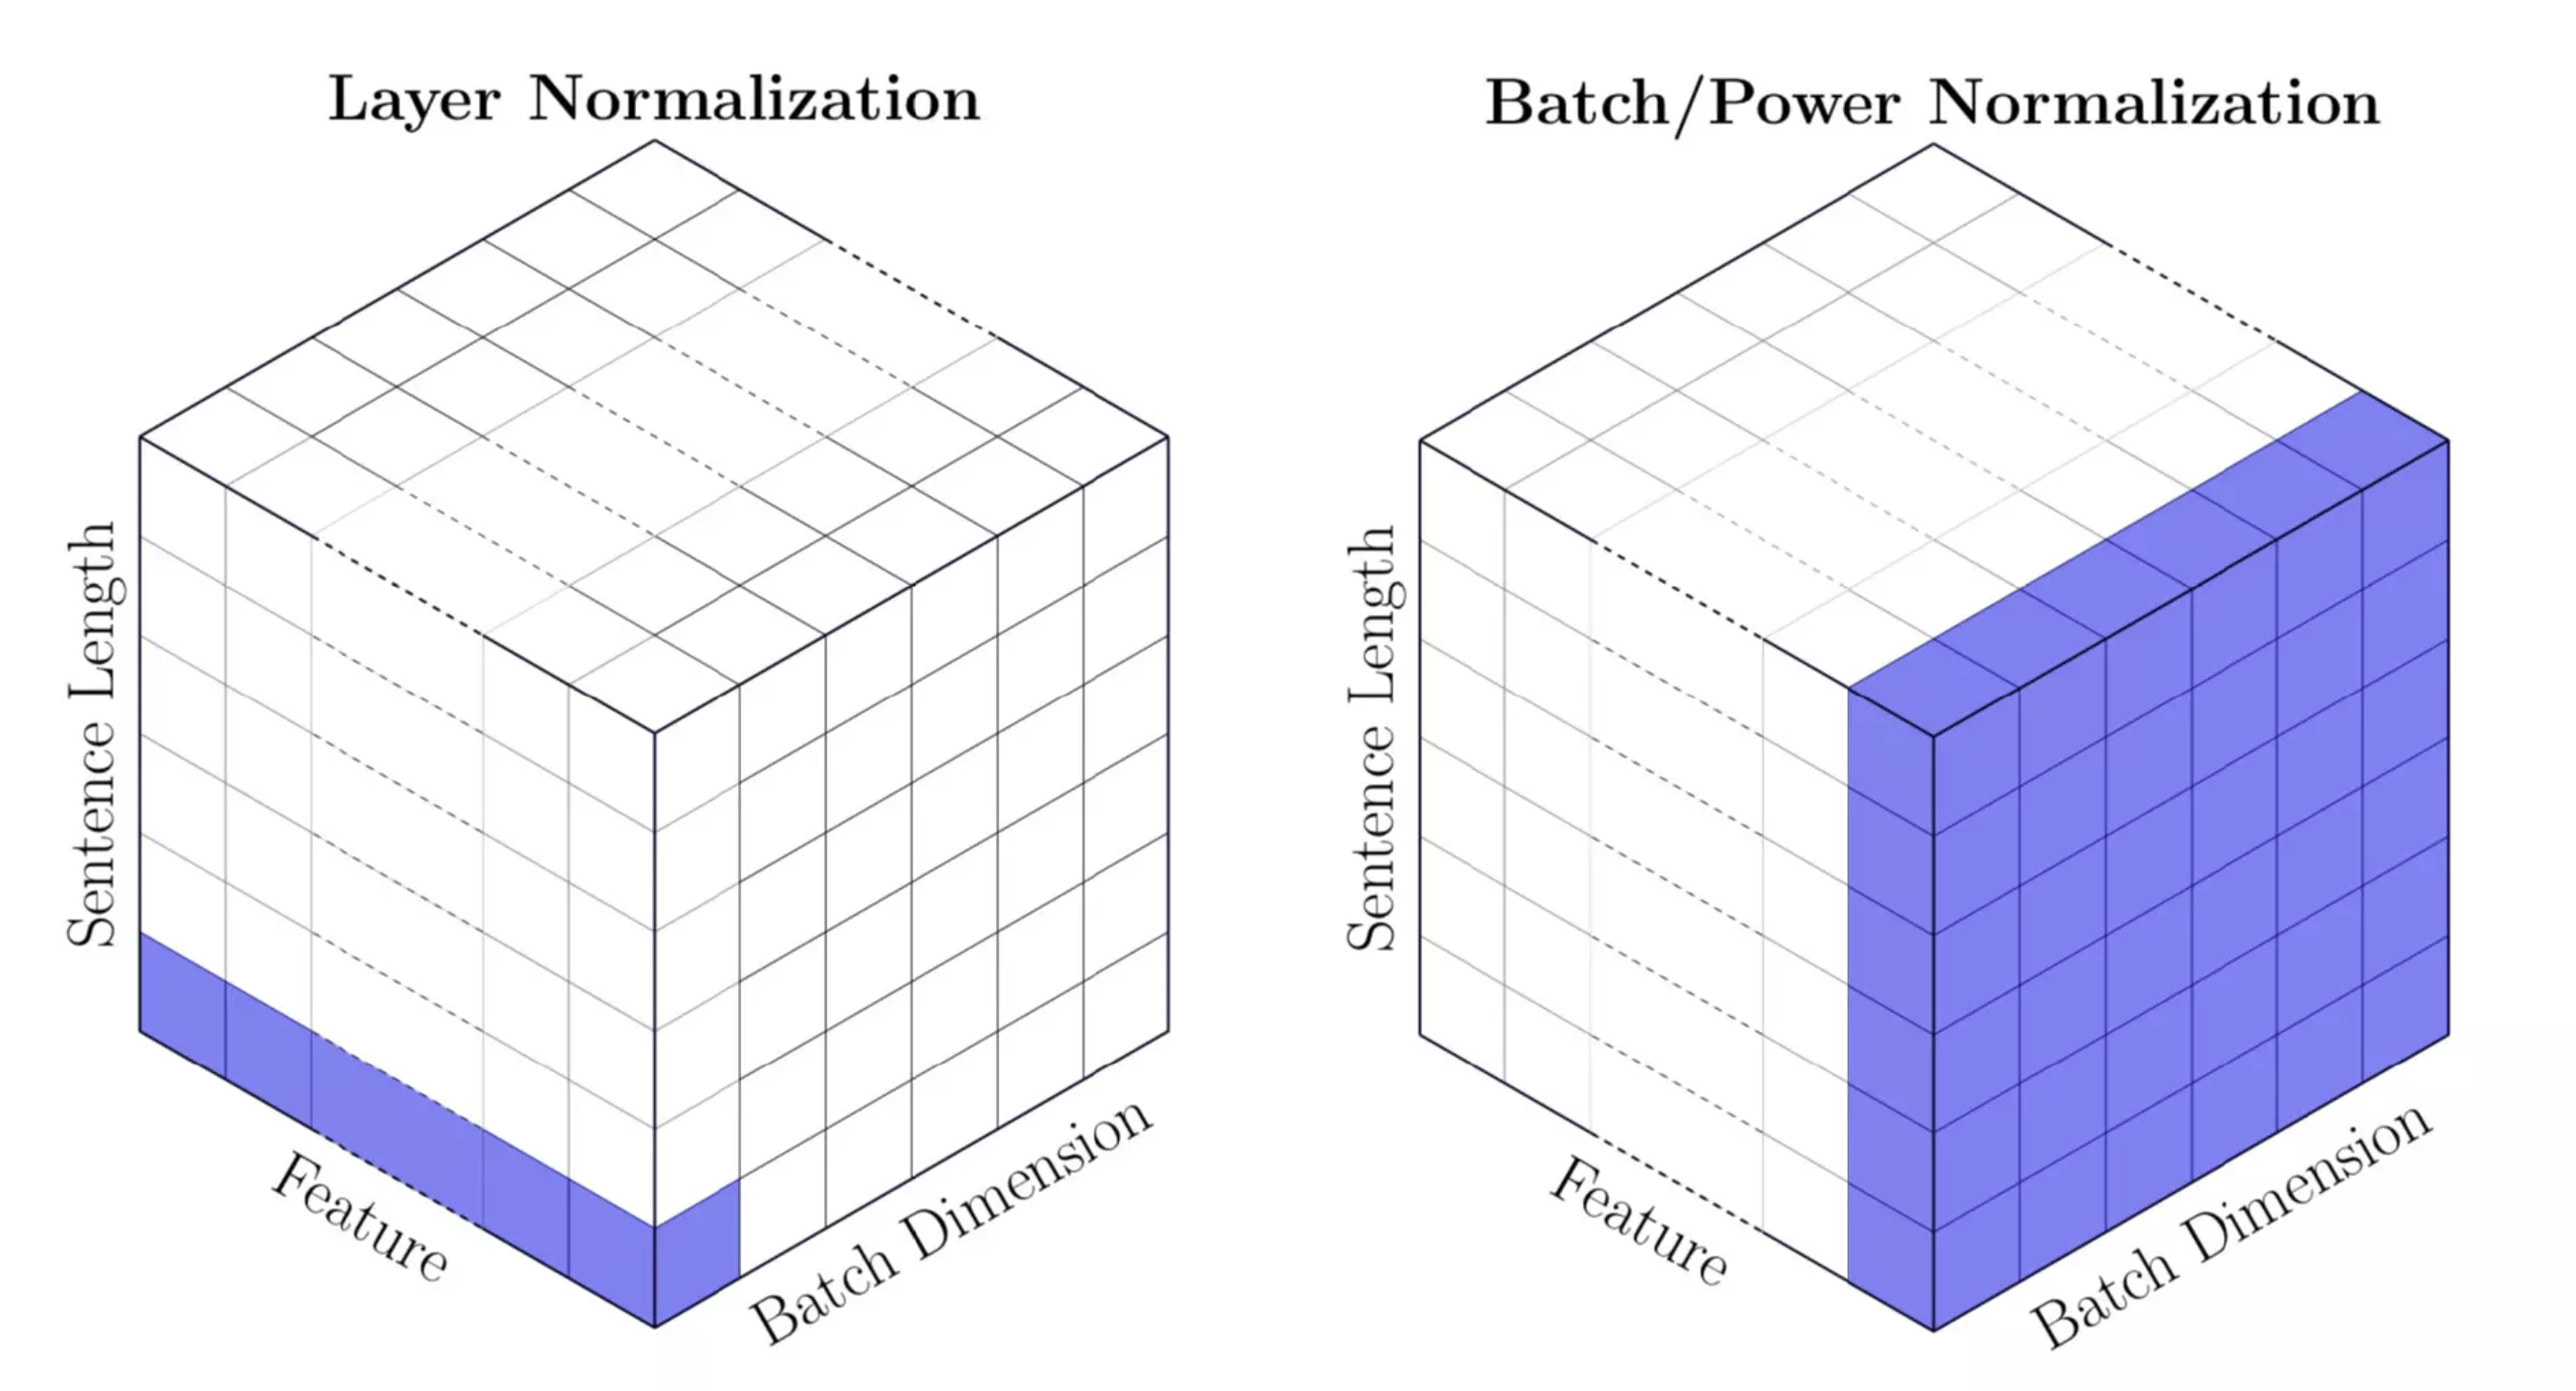 Layer Normalization
Sentence Length
Feature
Batch Dimension
Batch/Power Normalization
Sentence Length
Feature
Batch Dimension